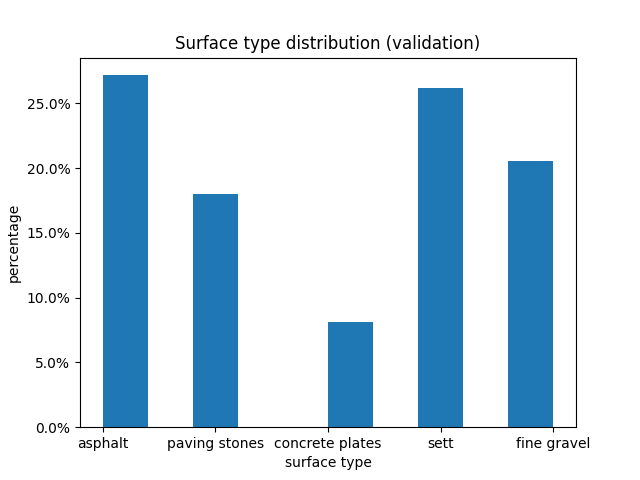 Surface type distribution (validation)
25.0%
20.0%
15.0%
10.0%
5.0%
0.0%
percentage
asphalt paving stones concrete plates sett fine gravel
surface type